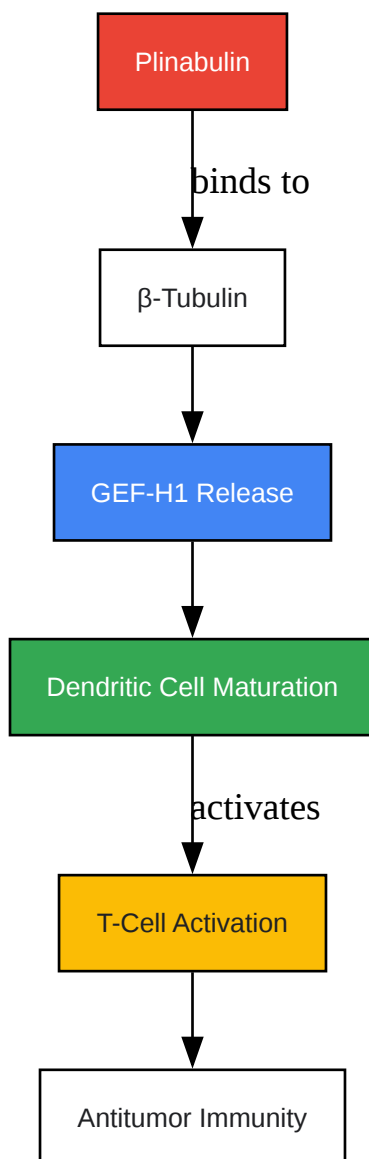 Plinabulin
binds to
β-Tubulin
GEF-H1 Release
Dendritic Cell Maturation
activates
T-Cell Activation
Antitumor Immunity